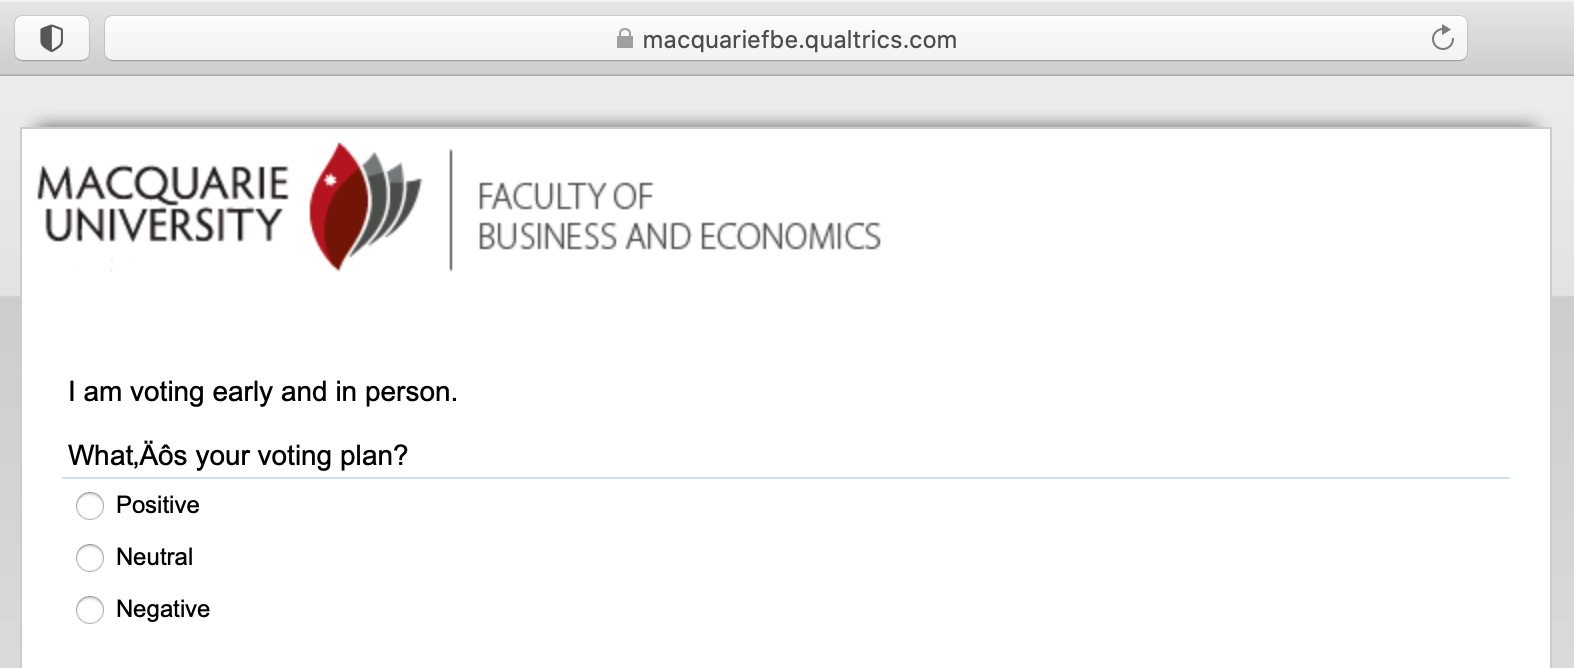 macquariefbe.qualtrics.com
MACQUARIE
UNIVERSITY
FACULTY OF
BUSINESS AND ECONOMICS
I am voting early and in person.
What‚Äôs your voting plan?
Positive
Neutral
Negative